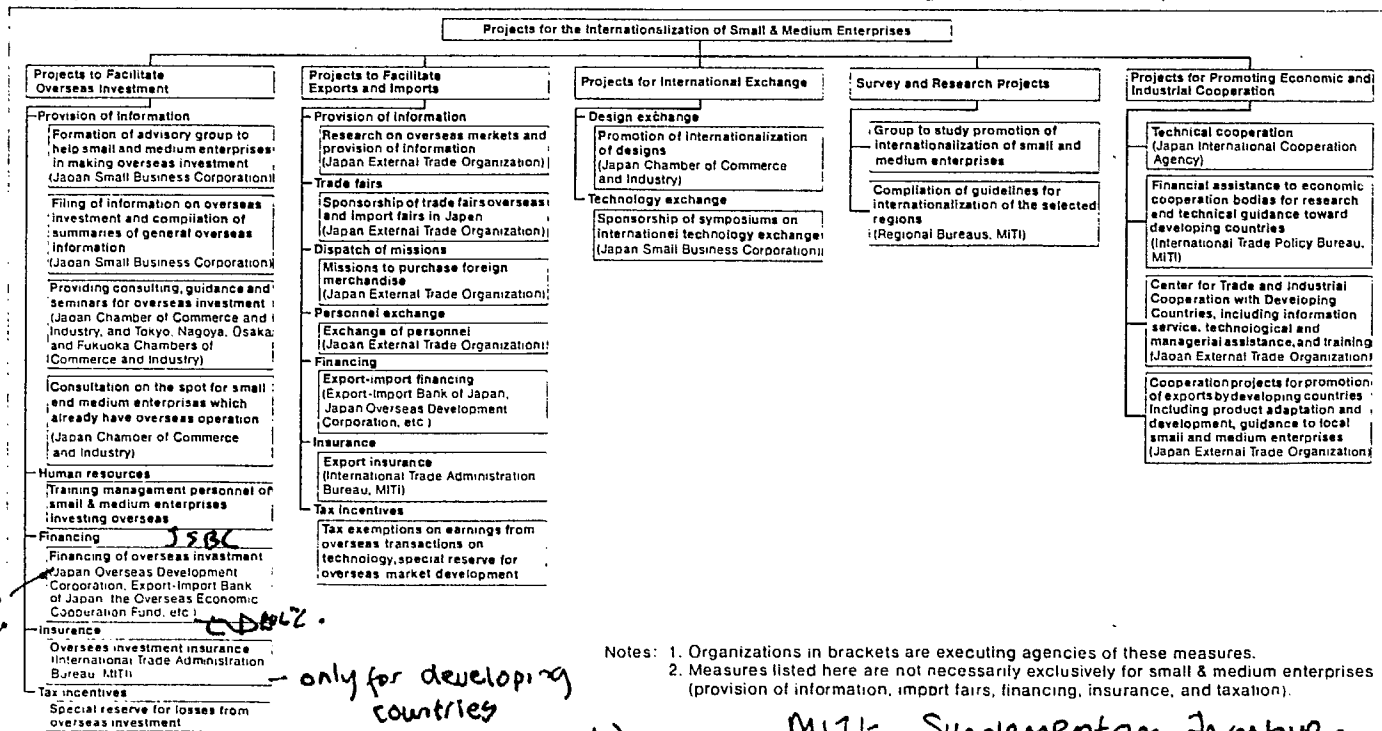 Projects for the Internationalization of Small & Medium Enterprises
Projects to Facilitate
Overseas Investment
Provision of Information
Formation of advisory group to
help small and medium enterprises
in making overseas investment
(Japan Small Business Corporation)
Filing of information on overseas
investment and compilation of
summaries of general overseas
information
(Japan Small Business Corporation)
Providing consulting, guidance and
seminars for overseas investment
(Japan Chamber of Commerce and
Industry, and Tokyo, Nagoya, Osaka
and Fukuoka Chambers of
Commerce and Industry)
Consultation on the spot for small
end medium enterprises which
already have overseas operation
(Japan Chamber of Commerce
and Industry)
Human resources
Training management personnel of
small & medium enterprises
investing overseas
Financing JSBC
Financing of overseas investment
(Japan Overseas Development
Corporation, Export-Import Bank
of Japan, the Overseas Economic
Cooperation Fund, etc.)
Insurence
Oversees investment insurance
(International Trade Administration
Bureau, MITI)
only for developing
countries
Tax incentives
Special reserve for losses from
overseas investment
Projects to Facilitate
Exports and Imports
Provision of Information
Research on overseas markets and
provision of information
(Japan External Trade Organization)
Trade fairs
Sponsorship of trade fairs overseas
and import fairs in Japan
(Japan External Trade Organization)
Dispatch of missions
Missions to purchase foreign
merchandise
(Japan External Trade Organization)
Personnel exchange
Exchange of personnel
(Japan External Trade Organization)
Financing
Export-import financing
(Export-Import Bank of Japan,
Japan Overseas Development
Corporation, etc.)
Insurance
Export insurance
(International Trade Administration
Bureau, MITI)
Tax incentives
Tax exemptions on earnings from
overseas transactions on
technology, special reserve for
overseas market development
Projects for International Exchange
Design exchange
Promotion of internationalization
of designs
(Japan Chamber of Commerce
and Industry)
Technology exchange
Sponsorship of symposiums on
internationel technology exchange
(Japan Small Business Corporation)
Survey and Research Projects
Group to study promotion of
internationalization of small and
medium enterprises
Compilation of guidelines for
internationalization of the selected
regions
(Regional Bureaus, MITI)
Projects for Promoting Economic and
Industrial Cooperation
Technical cooperation
(Japan International Cooperation
Agency)
Financial assistance to economic
cooperation bodies for research
end technical guidance toward
developing countries
(International Trade Policy Bureau,
MITI)
Center for Trade and Industrial
Cooperation with Developing
Countries, including information
service, technological and
managerial assistance, and training
(Japan External Trade Organization)
Cooperation projects for promotion
of exports by developing countries
Including product adaptation and
development, guidance to local
small and medium enterprises
(Japan External Trade Organization)
Notes: 1. Organizations in brackets are executing agencies of these measures.
2. Measures listed here are not necessarily exclusively for small & medium enterprises
(provision of information, import fairs, financing, insurance, and taxation).